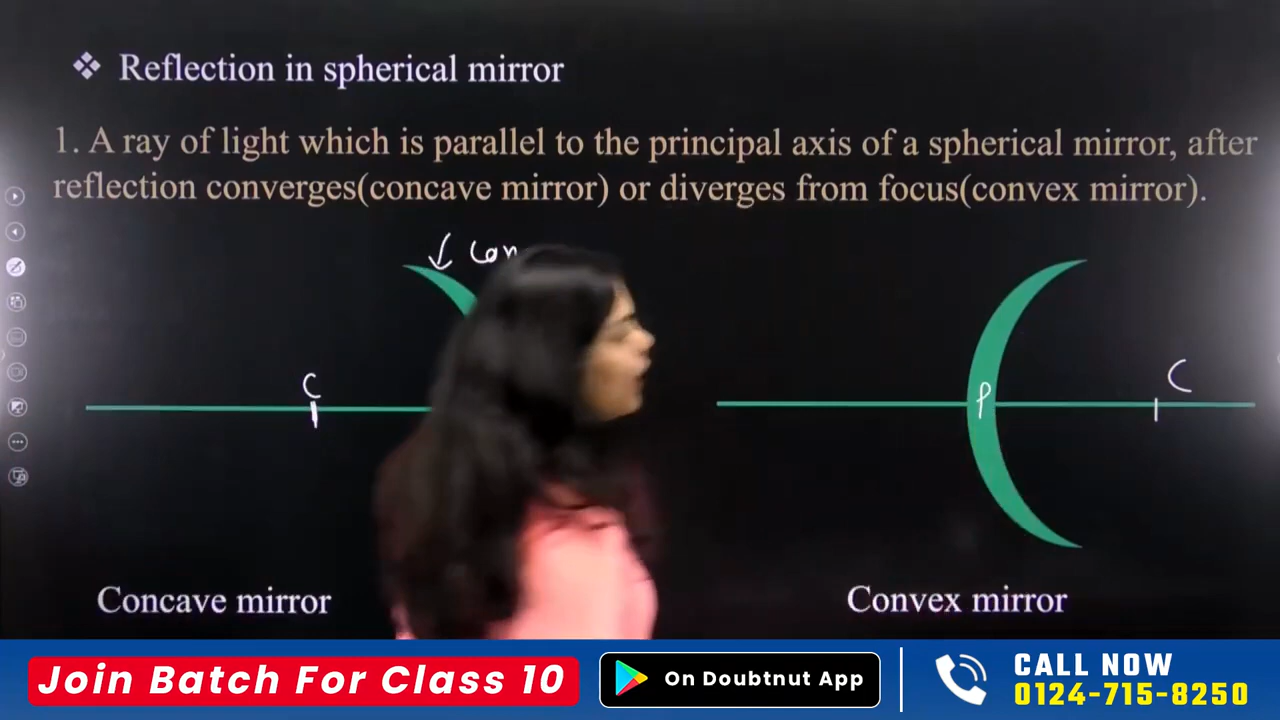 ❖ Reflection in spherical mirror
1. A ray of light which is parallel to the principal axis of a spherical mirror, after
reflection converges(concave mirror) or diverges from focus(convex mirror).
C
P
C
Concave mirror
Convex mirror
Join Batch For Class 10
On Doubtnut App
CALL NOW
0124-715-8250